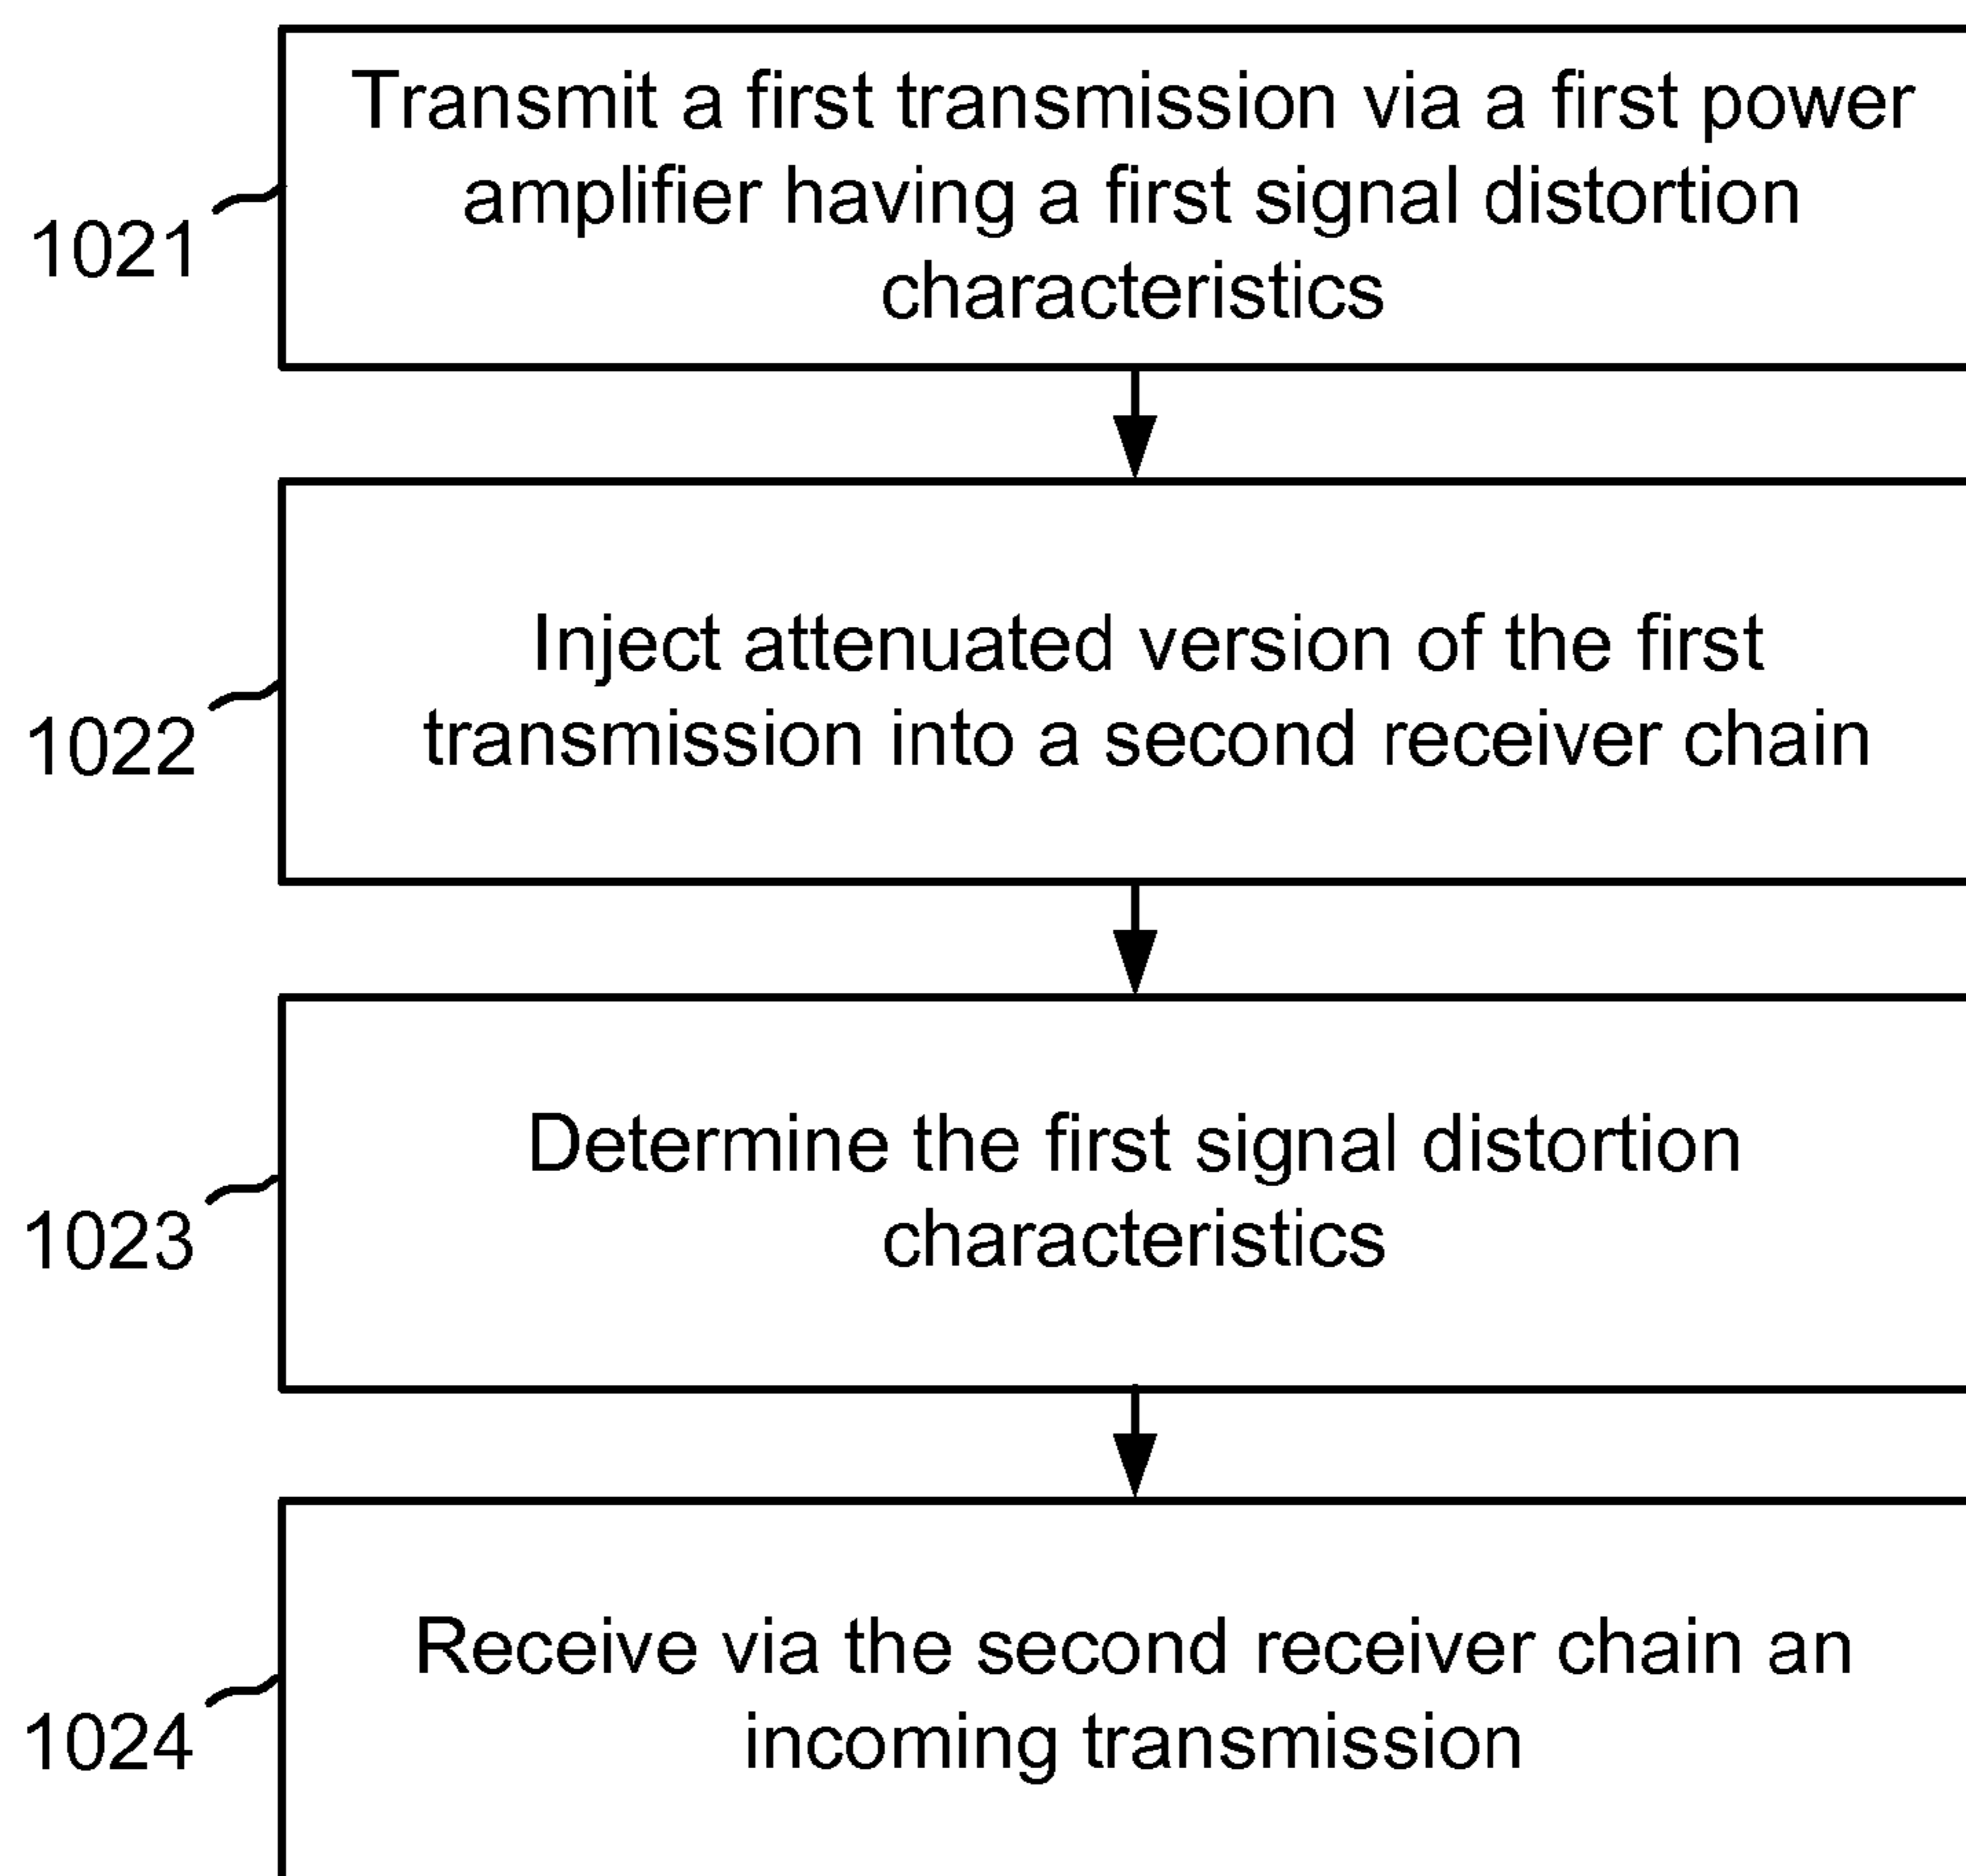 Transmit a first transmission via a first power
amplifier having a first signal distortion
characteristics
1021
Inject attenuated version of the first
transmission into a second receiver chain
1022
Determine the first signal distortion
characteristics
1023
Receive via the second receiver chain an
incoming transmission
1024